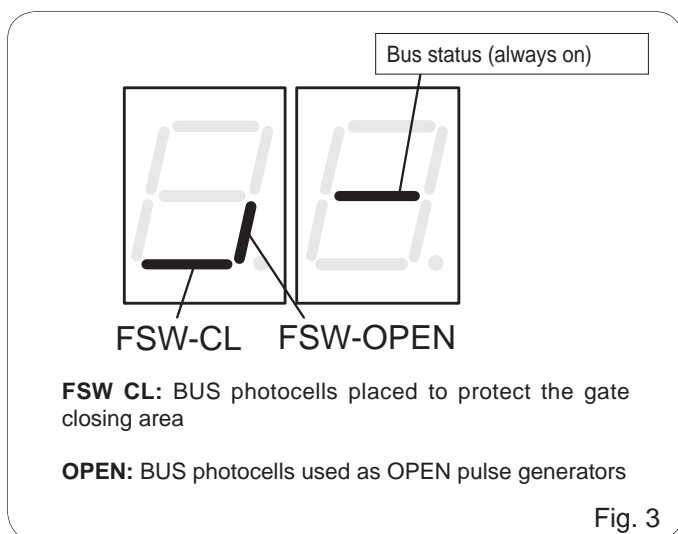 Bus status (always on)
FSW-CL FSW-OPEN
FSW CL: BUS photocells placed to protect the gate
closing area
OPEN: BUS photocells used as OPEN pulse generators
Fig. 3